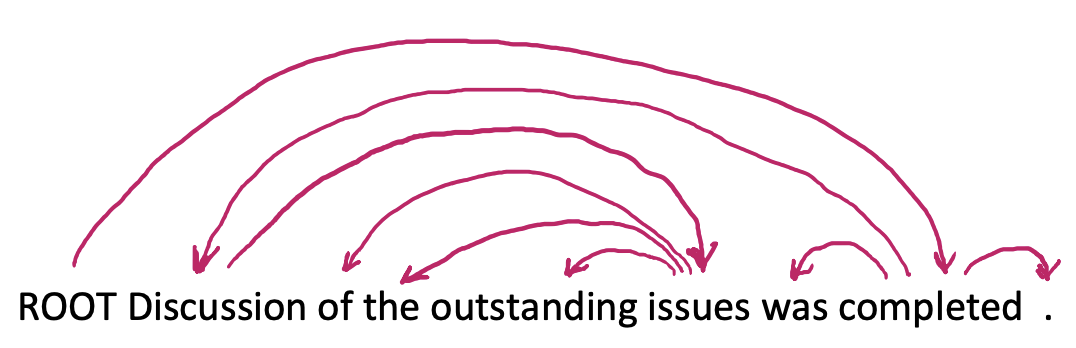 ROOT Discussion of the outstanding issues was completed .